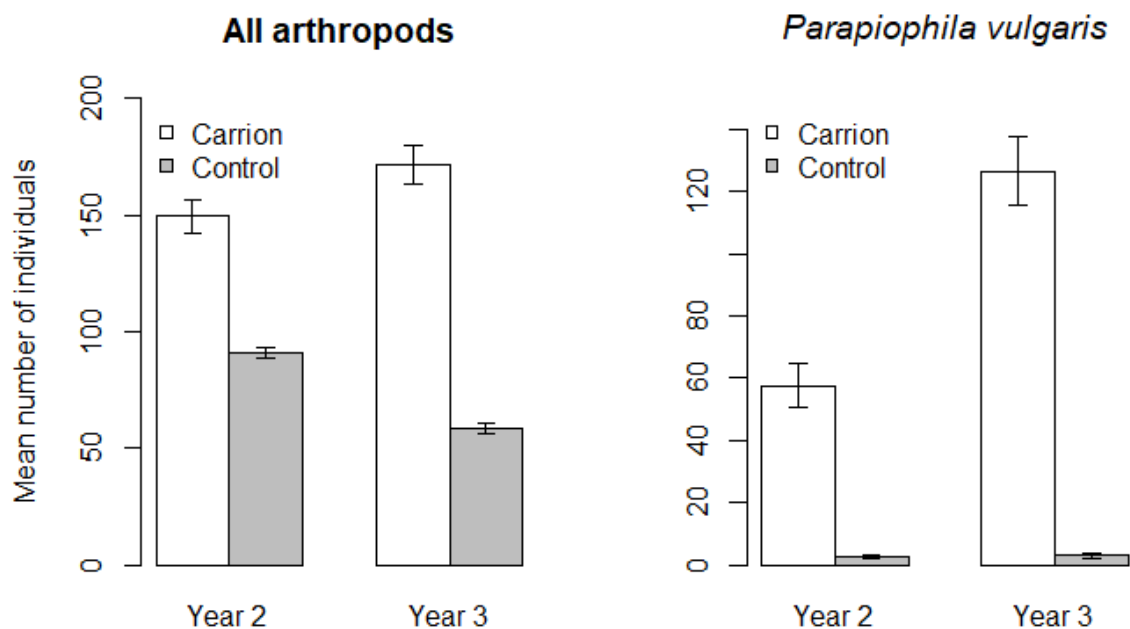 All arthropods
Mean number of individuals
200
150
100
50
0
Carrion
Control
Year 2
Year 3
Parapiophila vulgaris
120
80
60
40
20
0
Carrion
Control
Year 2
Year 3